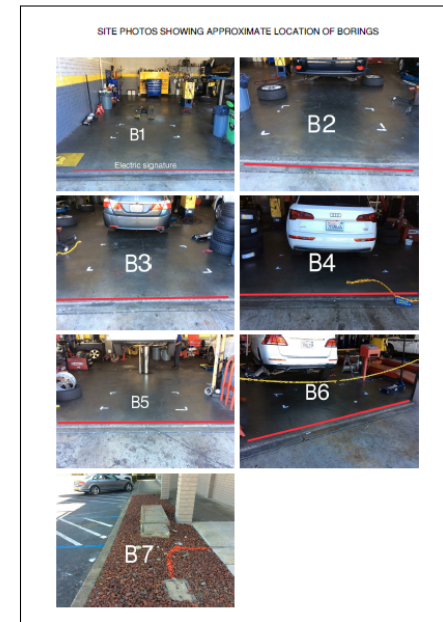 SITE PHOTOS SHOWING APPROXIMATE LOCATION OF BORINGS
B1
Electric signature
B2
B3
B4
B5
B6
B7